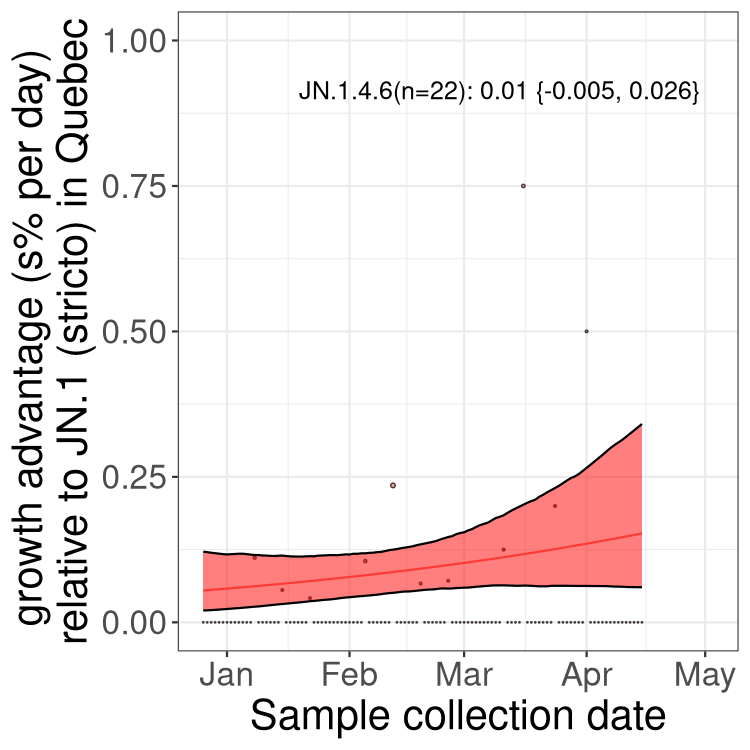 growth advantage (s% per day)
relative to JN.1 (stricto) in Quebec
1.00
0.75
0.50
0.25
0.00
JN.1.4.6(n=22): 0.01 {-0.005, 0.026}
Jan Feb Mar Apr May
Sample collection date